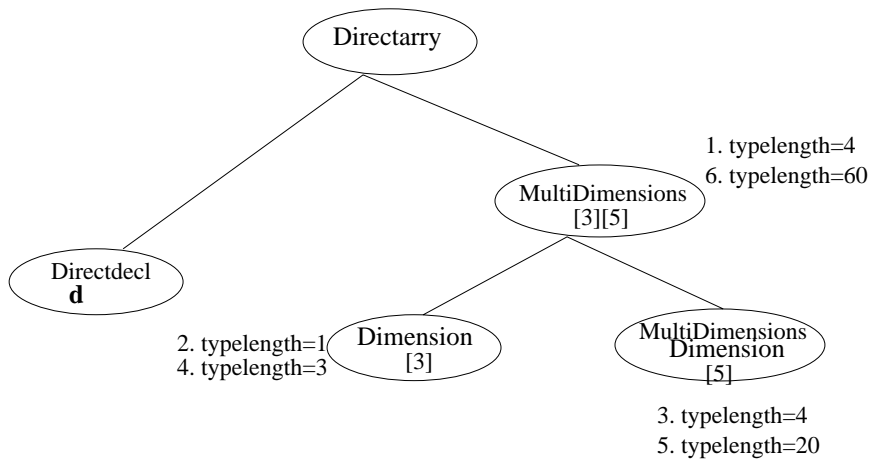 Directarry
1. typelength=4
6. typelength=60
MultiDimensions
[3][5]
Directdecl
d
2. typelength=1
4. typelength=3
Dimension
[3]
MultiDimensions
Dimension
[5]
3. typelength=4
5. typelength=20